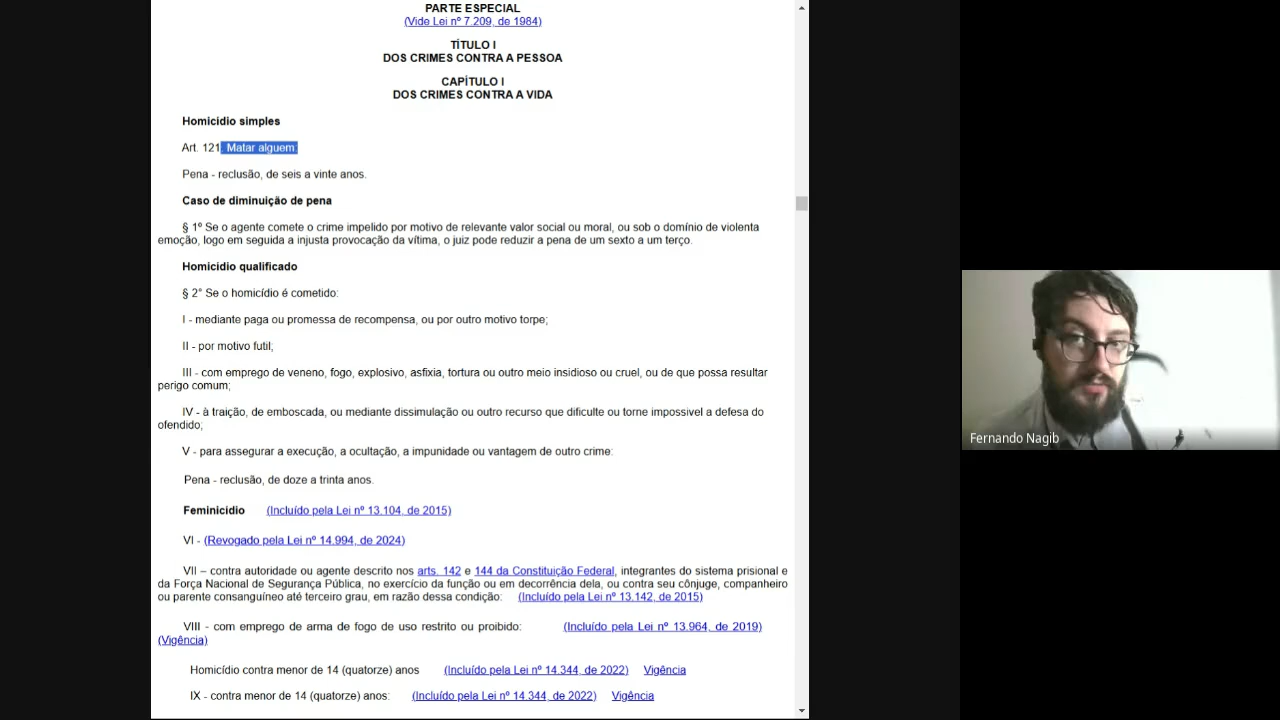 PARTE ESPECIAL
(Vide Lei nº 7.209, de 1984)
TÍTULO I
DOS CRIMES CONTRA A PESSOA
CAPÍTULO I
DOS CRIMES CONTRA A VIDA
Homicidio simples
Art. 121. Matar alguem:
Pena - reclusão, de seis a vinte anos.
Caso de diminuição de pena
§ 1º Se o agente comete o crime impelido por motivo de relevante valor social ou moral, ou sob o domínio de violenta
emoção, logo em seguida a injusta provocação da vítima, o juiz pode reduzir a pena de um sexto a um terço.
Homicidio qualificado
§ 2° Se o homicídio é cometido:
I - mediante paga ou promessa de recompensa, ou por outro motivo torpe;
II - por motivo futil;
III - com emprego de veneno, fogo, explosivo, asfixia, tortura ou outro meio insidioso ou cruel, ou de que possa resultar
perigo comum;
IV - à traição, de emboscada, ou mediante dissimulação ou outro recurso que dificulte ou torne impossivel a defesa do
ofendido;
V - para assegurar a execução, a ocultação, a impunidade ou vantagem de outro crime:
Pena - reclusão, de doze a trinta anos.
Feminicidio (Incluído pela Lei nº 13.104, de 2015)
VI - (Revogado pela Lei nº 14.994, de 2024)
VII – contra autoridade ou agente descrito nos arts. 142 e 144 da Constituição Federal, integrantes do sistema prisional e
da Força Nacional de Segurança Pública, no exercício da função ou em decorrência dela, ou contra seu cônjuge, companheiro
ou parente consanguíneo até terceiro grau, em razão dessa condição: (Incluído pela Lei nº 13.142, de 2015)
VIII - com emprego de arma de fogo de uso restrito ou proibido: (Incluído pela Lei nº 13.964, de 2019)
(Vigência)
Homicídio contra menor de 14 (quatorze) anos (Incluído pela Lei nº 14.344, de 2022) Vigência
IX - contra menor de 14 (quatorze) anos: (Incluído pela Lei nº 14.344, de 2022) Vigência
Fernando Nagib